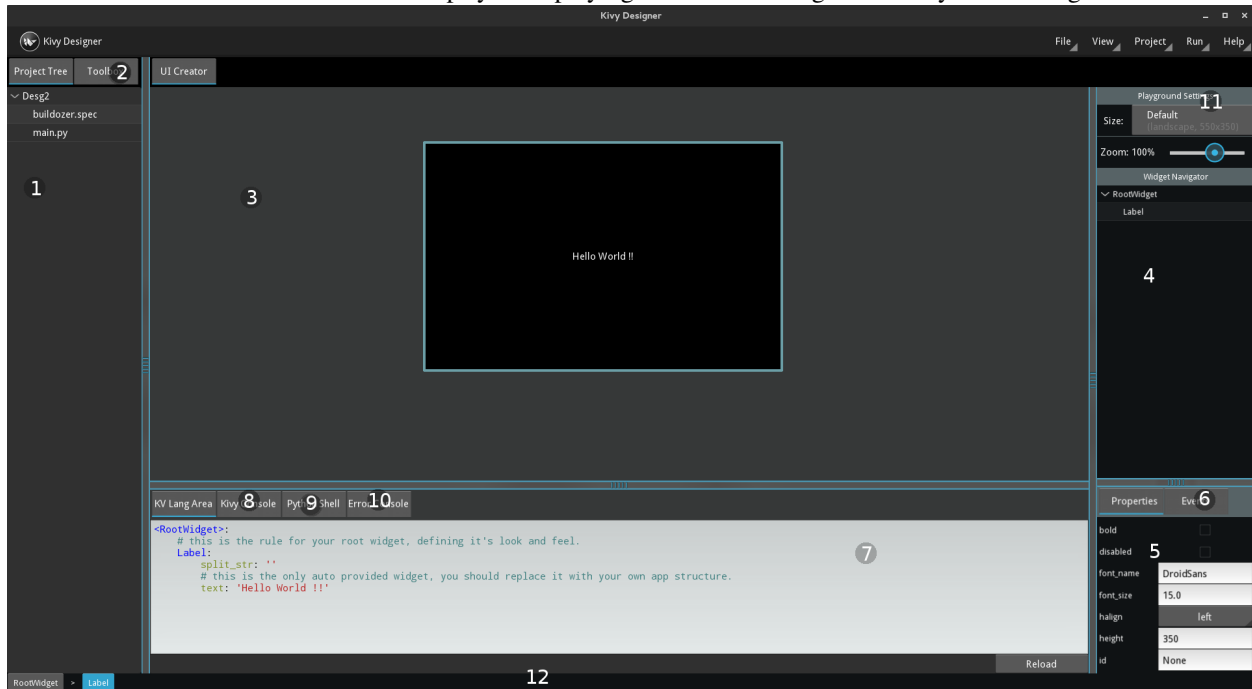 Kivy Designer
Kivy Designer
File View Project Run Help
Project Tree
2
UI Creator
Desg2
buildozer.spec
main.py
1
3
Hello World !!
11
Size: Default
(landscape, 550x350)
Zoom: 100%
Widget Navigator
RootWidget
Label
4
KV Lang Area
8
9
10
<RootWidget>:
# this is the rule for your root widget, defining it's look and feel.
Label:
split_str: ''
# this is the only auto provided widget, you should replace it with your own app structure.
text: 'Hello World !!'
7
Reload
Properties
6
bold
disabled
5
font_name DroidSans
font_size 15.0
halign left
height 350
id None
RootWidget > Label
12